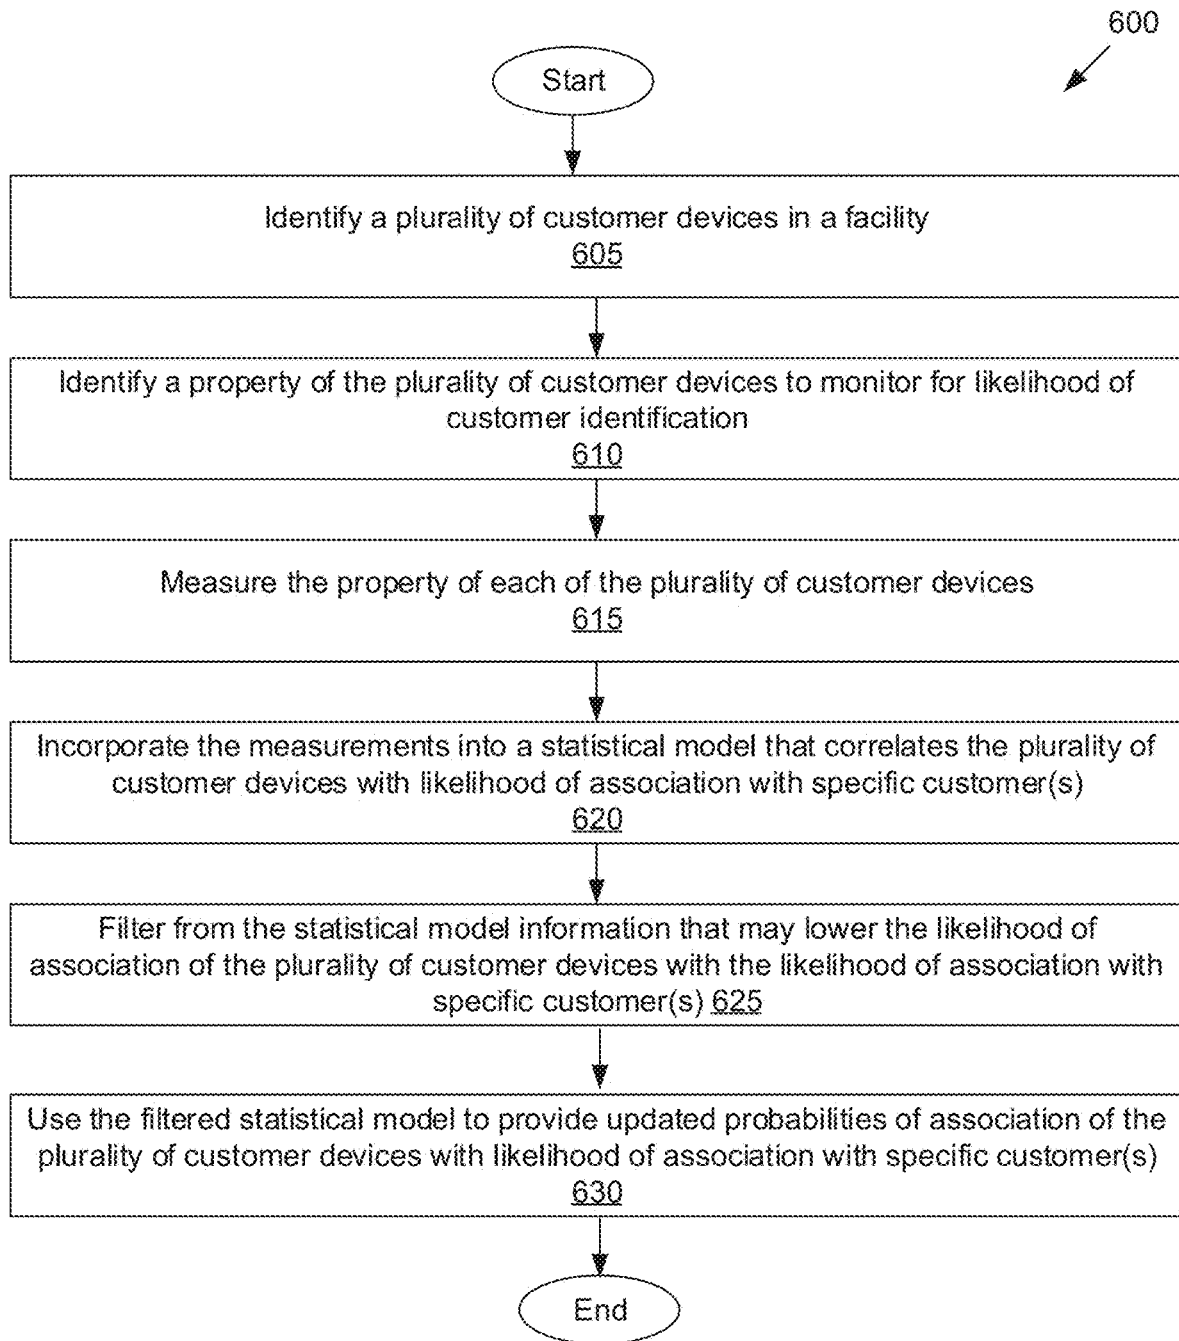 600
Start
Identify a plurality of customer devices in a facility
605
Identify a property of the plurality of customer devices to monitor for likelihood of
customer identification
610
Measure the property of each of the plurality of customer devices
615
Incorporate the measurements into a statistical model that correlates the plurality of
customer devices with likelihood of association with specific customer(s)
620
Filter from the statistical model information that may lower the likelihood of
association of the plurality of customer devices with the likelihood of association with
specific customer(s) 625
Use the filtered statistical model to provide updated probabilities of association of the
plurality of customer devices with likelihood of association with specific customer(s)
630
End